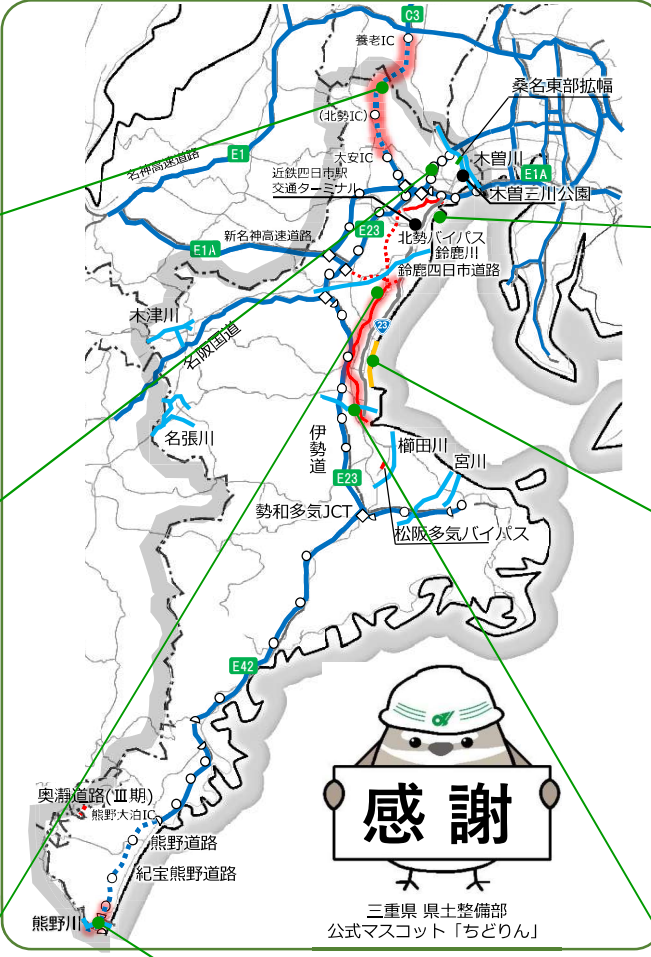 C3
養老IC
桑名東部拡幅
(北勢IC)
名神高速道路
E1
大安IC
木曽川
近鉄四日市駅
交通ターミナル
E1A
木曽三川公園
新名神高速道路
E1A
E23
北勢バイパス
鈴鹿川
鈴鹿四日市道路
木津川
名阪国道
23
名張川
伊勢道
櫛田川
宮川
E23
勢和多気JCT
松阪多気バイパス
E42
感謝
奥瀞道路(Ⅲ期)
熊野大泊IC
熊野道路
紀宝熊野道路
熊野川
三重県 県土整備部
公式マスコット「ちどりん」